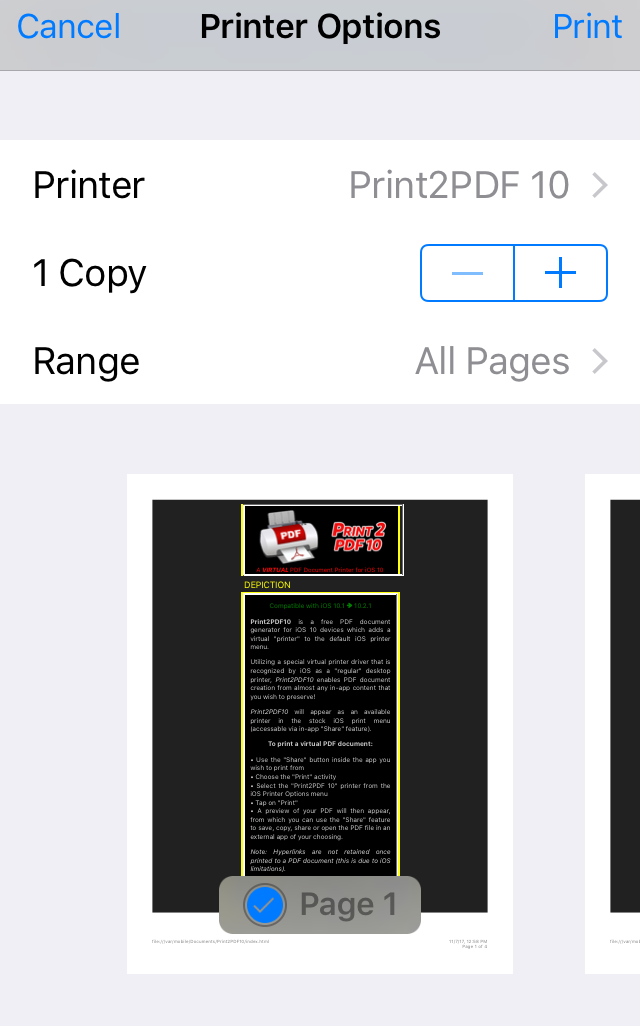 Cancel Printer Options Print
Printer Print2PDF 10
1 Copy
Range All Pages
PDF
PRINT 2
PDF 10
A VIRTUAL PDF Document Printer for iOS 10
DEPICTION
Compatible with iOS 10.1 10.2.1
Print2PDF10 is a free PDF document
generator for iOS 10 devices which adds a
virtual "printer" to the default iOS printer
menu.
Utilizing a special virtual printer driver that is
recognized by iOS as a "regular" desktop
printer, Print2PDF10 enables PDF document
creation from almost any in-app content that
you wish to preserve!
Print2PDF10 will appear as an available
printer in the stock iOS print menu
(accessable via in-app "Share" feature).
To print a virtual PDF document:
• Use the "Share" button inside the app you
wish to print from
• Choose the "Print" activity
• Select the "Print2PDF 10" printer from the
iOS Printer Options menu
• Tap on "Print"
• A preview of your PDF will then appear,
from which you can use the "Share" feature
to save, copy, share or open the PDF file in an
external app of your choosing.
Note: Hyperlinks are not retained once
printed to a PDF document (this is due to iOS
limitations).
Page 1
file:///var/mobile/Documents/Print2PDF10/index.html
Page 1 of 3